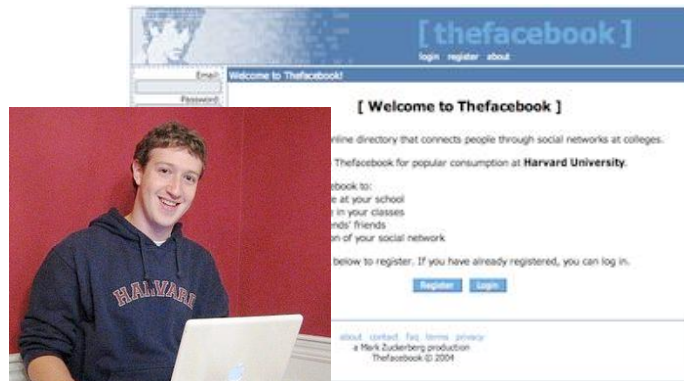 [ thefacebook ]
login register about
Email:
Welcome to Thefacebook!
Password:
[ Welcome to Thefacebook ]
nline directory that connects people through social networks at colleges.
Thefacebook for popular consumption at Harvard University.
ebook to:
e at your school
e in your classes
ends' friends
on of your social network
below to register. If you have already registered, you can log in.
HARVARD
Register Login
about contact faq terms privacy
a Mark Zuckerberg production
Thefacebook © 2004